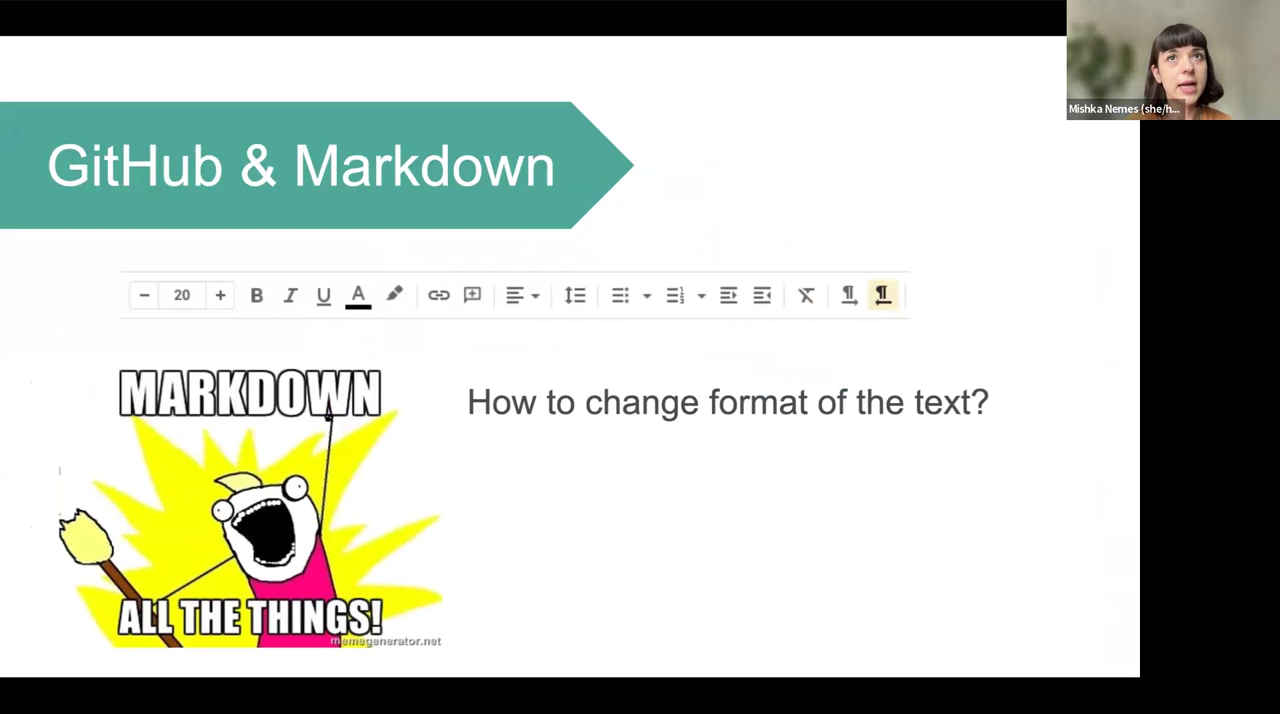 Mishka Nemes (she/h...
GitHub & Markdown
− 20 + B I U A
MARKDOWN
How to change format of the text?
ALL THE THINGS!
memegenerator.net